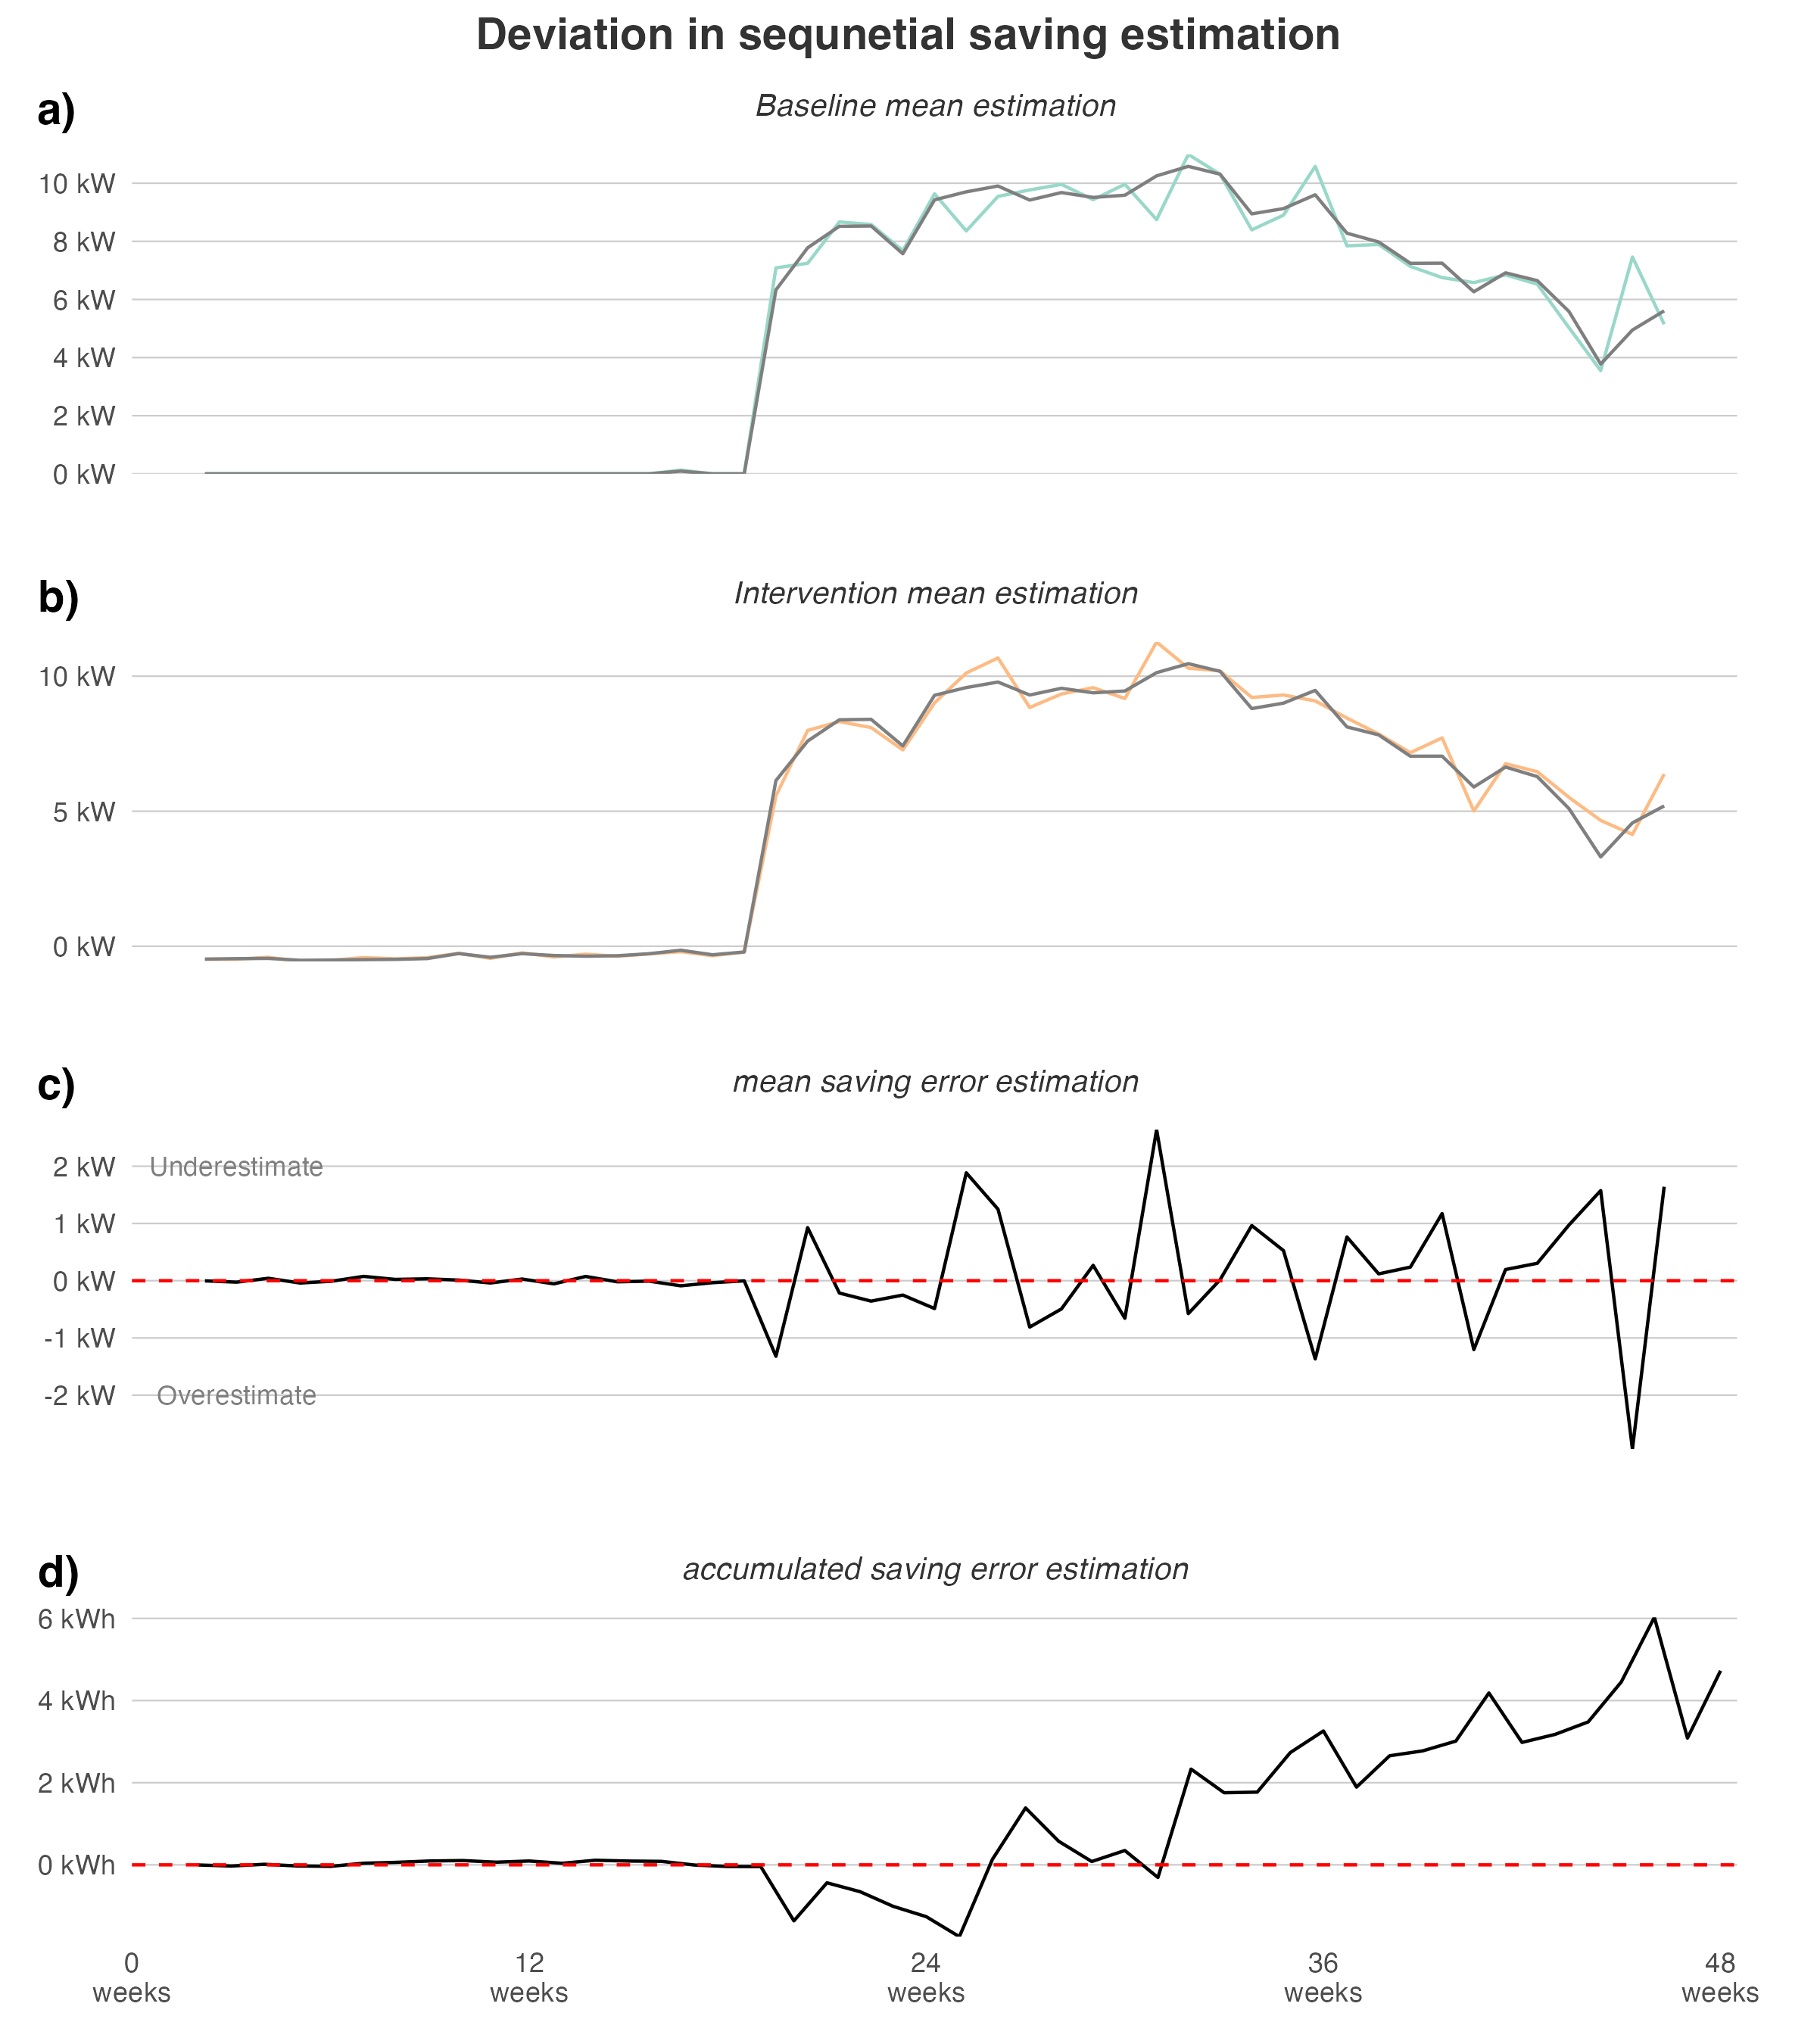 Deviation in sequnetial saving estimation
a)
Baseline mean estimation
10 kW
8 kW
6 kW
4 kW
2 kW
0 kW
b)
Intervention mean estimation
10 kW
5 kW
0 kW
c)
mean saving error estimation
2 kW
Underestimate
1 kW
0 kW
-1 kW
-2 kW
Overestimate
d)
accumulated saving error estimation
6 kWh
4 kWh
2 kWh
0 kWh
0 12 24 36 48
weeks weeks weeks weeks weeks